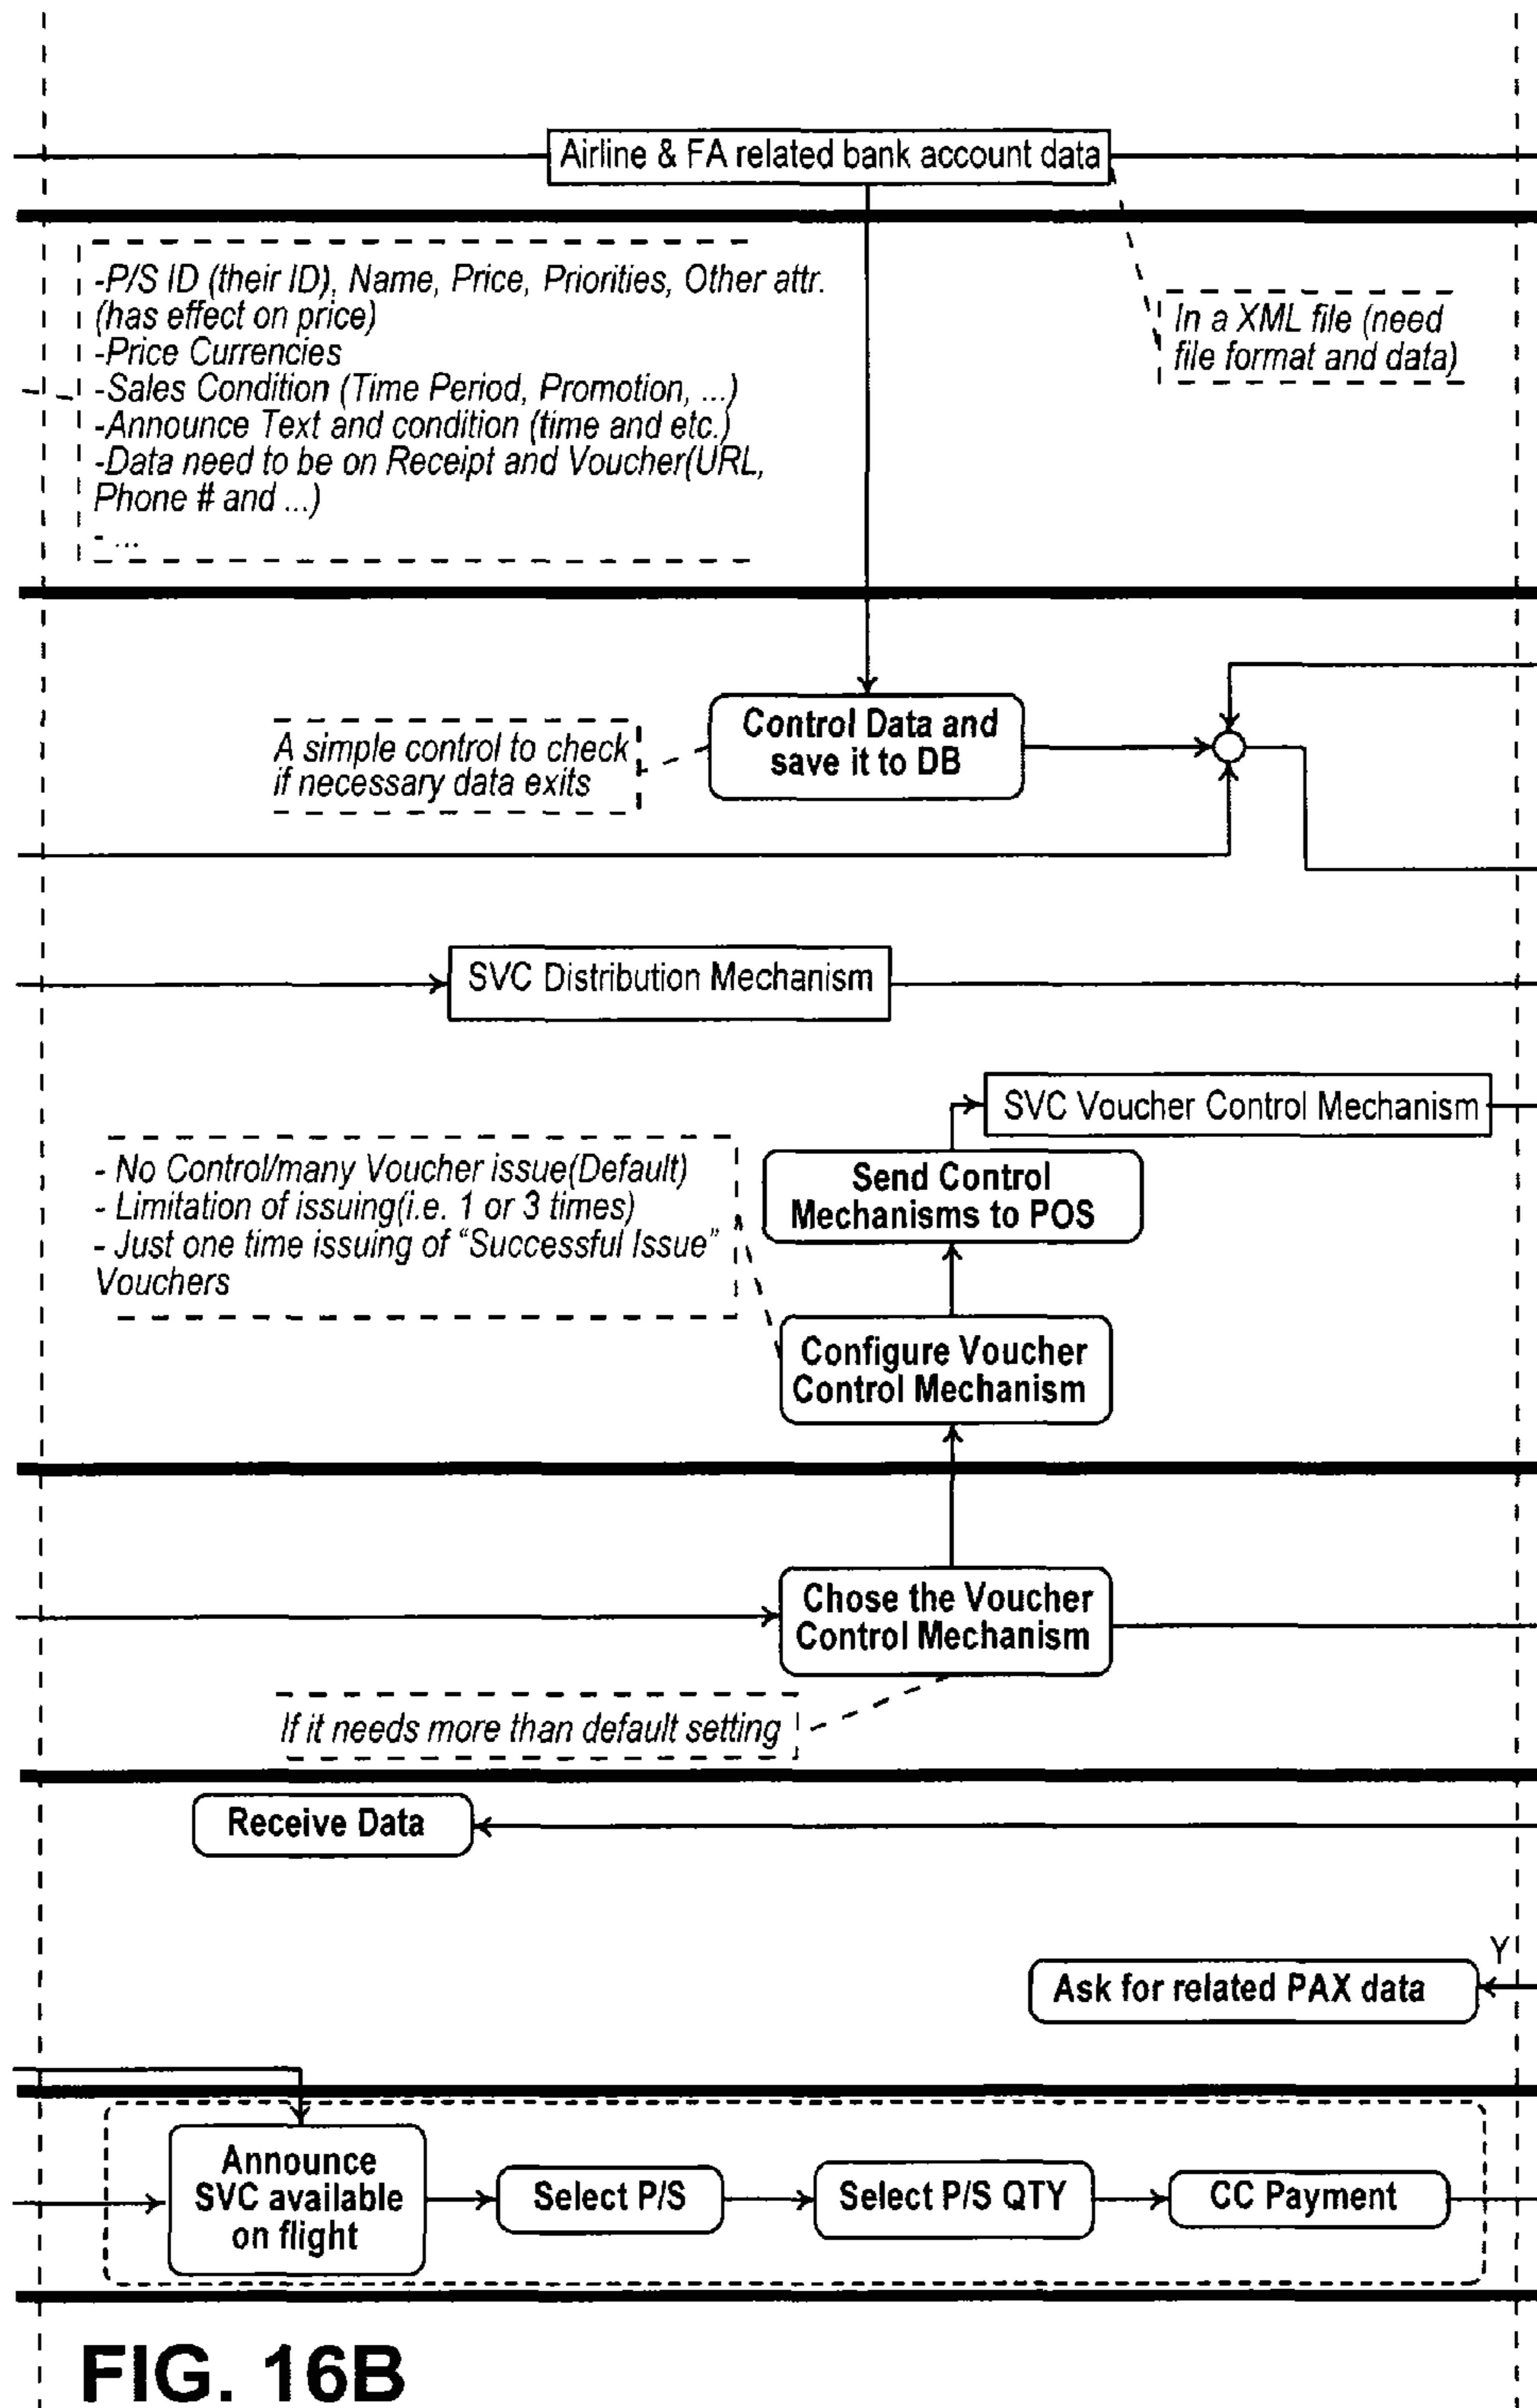 Airline & FA related bank account data
-P/S ID (their ID), Name, Price, Priorities, Other attr.
(has effect on price)
-Price Currencies
-Sales Condition (Time Period, Promotion, ...)
-Announce Text and condition (time and etc.)
-Data need to be on Receipt and Voucher(URL,
Phone # and ...)
- ...
In a XML file (need
file format and data)
Control Data and
save it to DB
A simple control to check
if necessary data exits
SVC Distribution Mechanism
SVC Voucher Control Mechanism
- No Control/many Voucher issue(Default)
- Limitation of issuing(i.e. 1 or 3 times)
- Just one time issuing of “Successful Issue”
Vouchers
Send Control
Mechanisms to POS
Configure Voucher
Control Mechanism
Chose the Voucher
Control Mechanism
If it needs more than default setting
Receive Data
Y
Ask for related PAX data
Announce
SVC available
on flight
Select P/S
Select P/S QTY
CC Payment
FIG. 16B